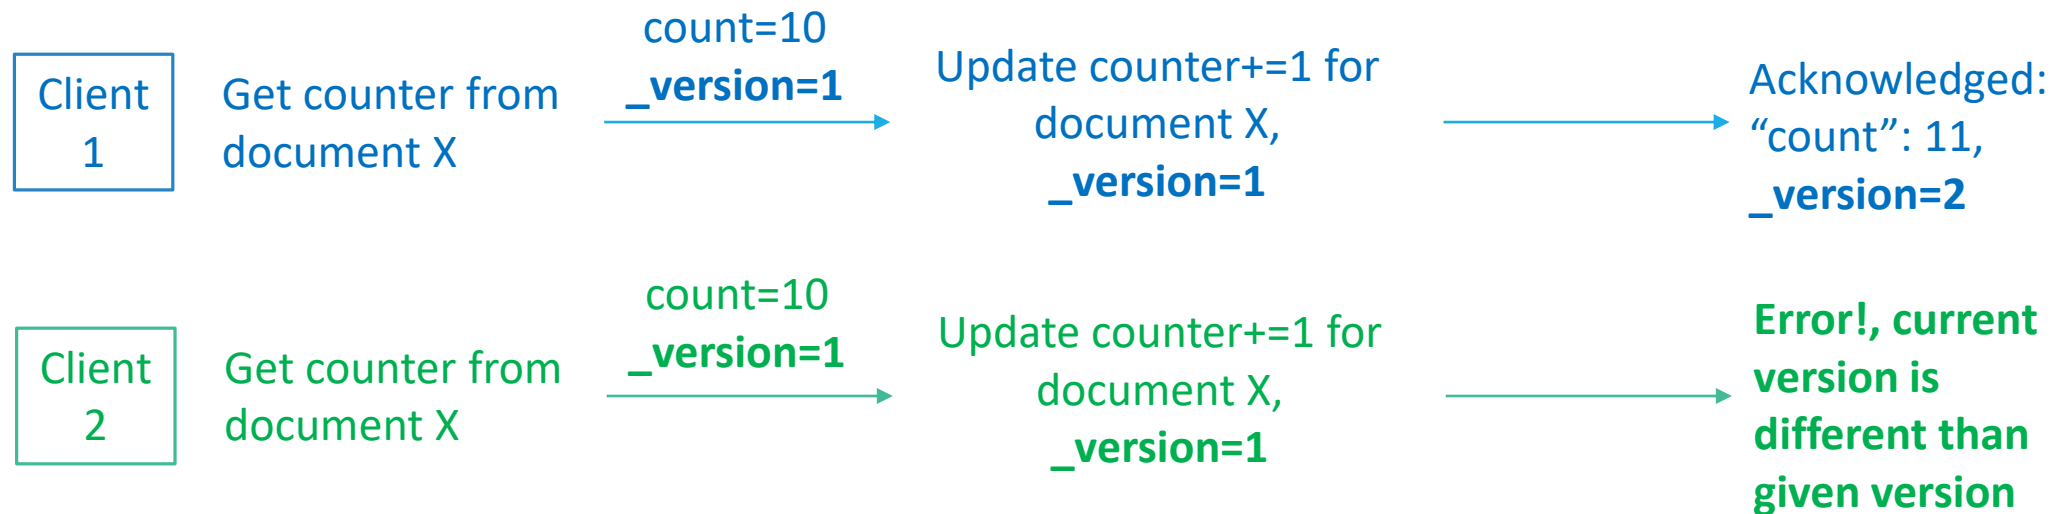 Client
1
Get counter from
document X
count=10
_version=1
Update counter+=1 for
document X,
_version=1
Acknowledged:
“count”: 11,
_version=2
Client
2
Get counter from
document X
count=10
_version=1
Update counter+=1 for
document X,
_version=1
Error!, current
version is
different than
given version